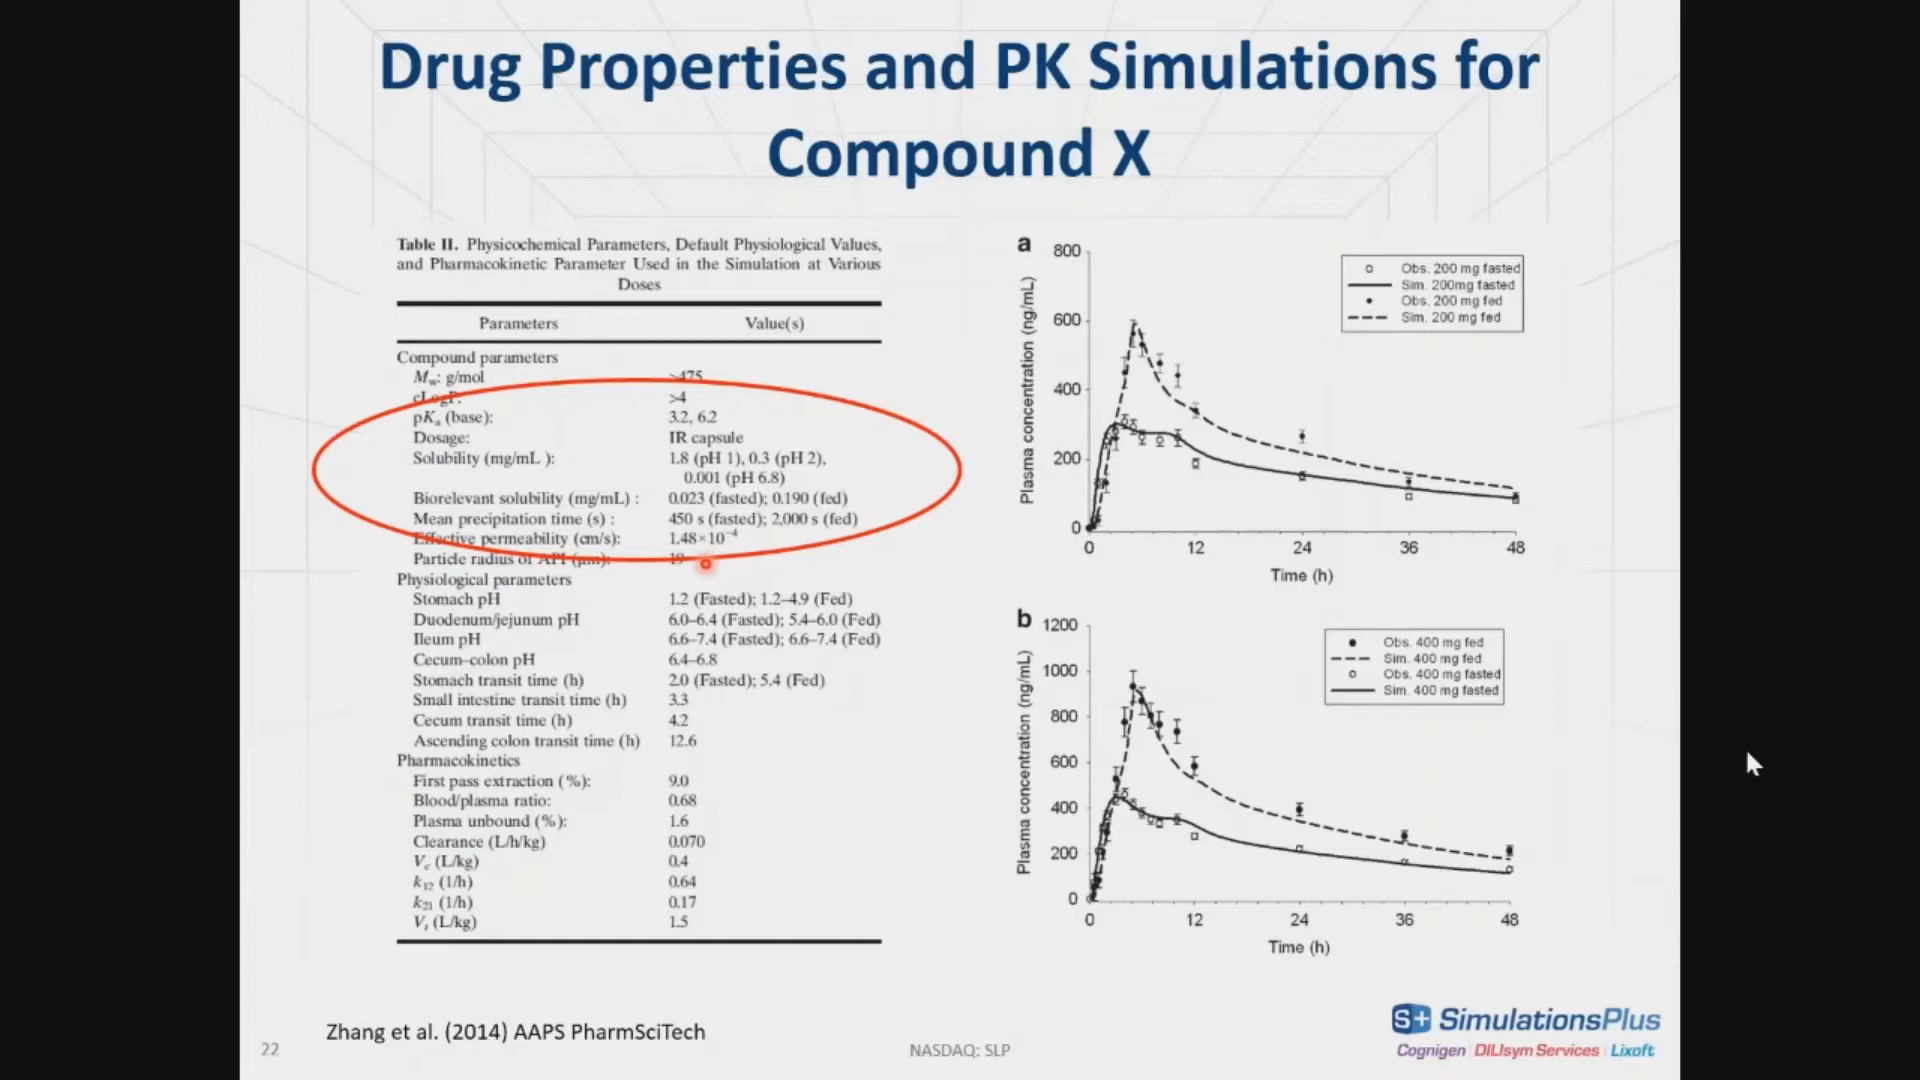 Drug Properties and PK Simulations for
Compound X
Table II. Physicochemical Parameters, Default Physiological Values,
and Pharmacokinetic Parameter Used in the Simulation at Various
Doses
Parameters Value(s)
Compound parameters
Mw: g/mol >475
cLogP: >4
pKa (base): 3.2, 6.2
Dosage: IR capsule
Solubility (mg/mL ): 1.8 (pH 1), 0.3 (pH 2),
0.001 (pH 6.8)
Biorelevant solubility (mg/mL) : 0.023 (fasted); 0.190 (fed)
Mean precipitation time (s) : 450 s (fasted); 2,000 s (fed)
Effective permeability (cm/s): 1.48×10⁻⁴
Particle radius of API (μm):
Physiological parameters
Stomach pH 1.2 (Fasted); 1.2–4.9 (Fed)
Duodenum/jejunum pH 6.0–6.4 (Fasted); 5.4–6.0 (Fed)
Ileum pH 6.6–7.4 (Fasted); 6.6–7.4 (Fed)
Cecum–colon pH 6.4–6.8
Stomach transit time (h) 2.0 (Fasted); 5.4 (Fed)
Small intestine transit time (h) 3.3
Cecum transit time (h) 4.2
Ascending colon transit time (h) 12.6
Pharmacokinetics
First pass extraction (%): 9.0
Blood/plasma ratio: 0.68
Plasma unbound (%): 1.6
Clearance (L/h/kg) 0.070
Vc (L/kg) 0.4
k12 (1/h) 0.64
k21 (1/h) 0.17
Vt (L/kg) 1.5
a
Plasma concentration (ng/mL)
800
600
400
200
0
0 12 24 36 48
Time (h)
Obs. 200 mg fasted
Sim. 200mg fasted
Obs. 200 mg fed
Sim. 200 mg fed
b
Plasma concentration (ng/mL)
1200
1000
800
600
400
200
0
0 12 24 36 48
Time (h)
Obs. 400 mg fed
Sim. 400 mg fed
Obs. 400 mg fasted
Sim. 400 mg fasted
Zhang et al. (2014) AAPS PharmSciTech
22
NASDAQ: SLP
S+ SimulationsPlus
Cognigen | DILIsym Services | Lixoft